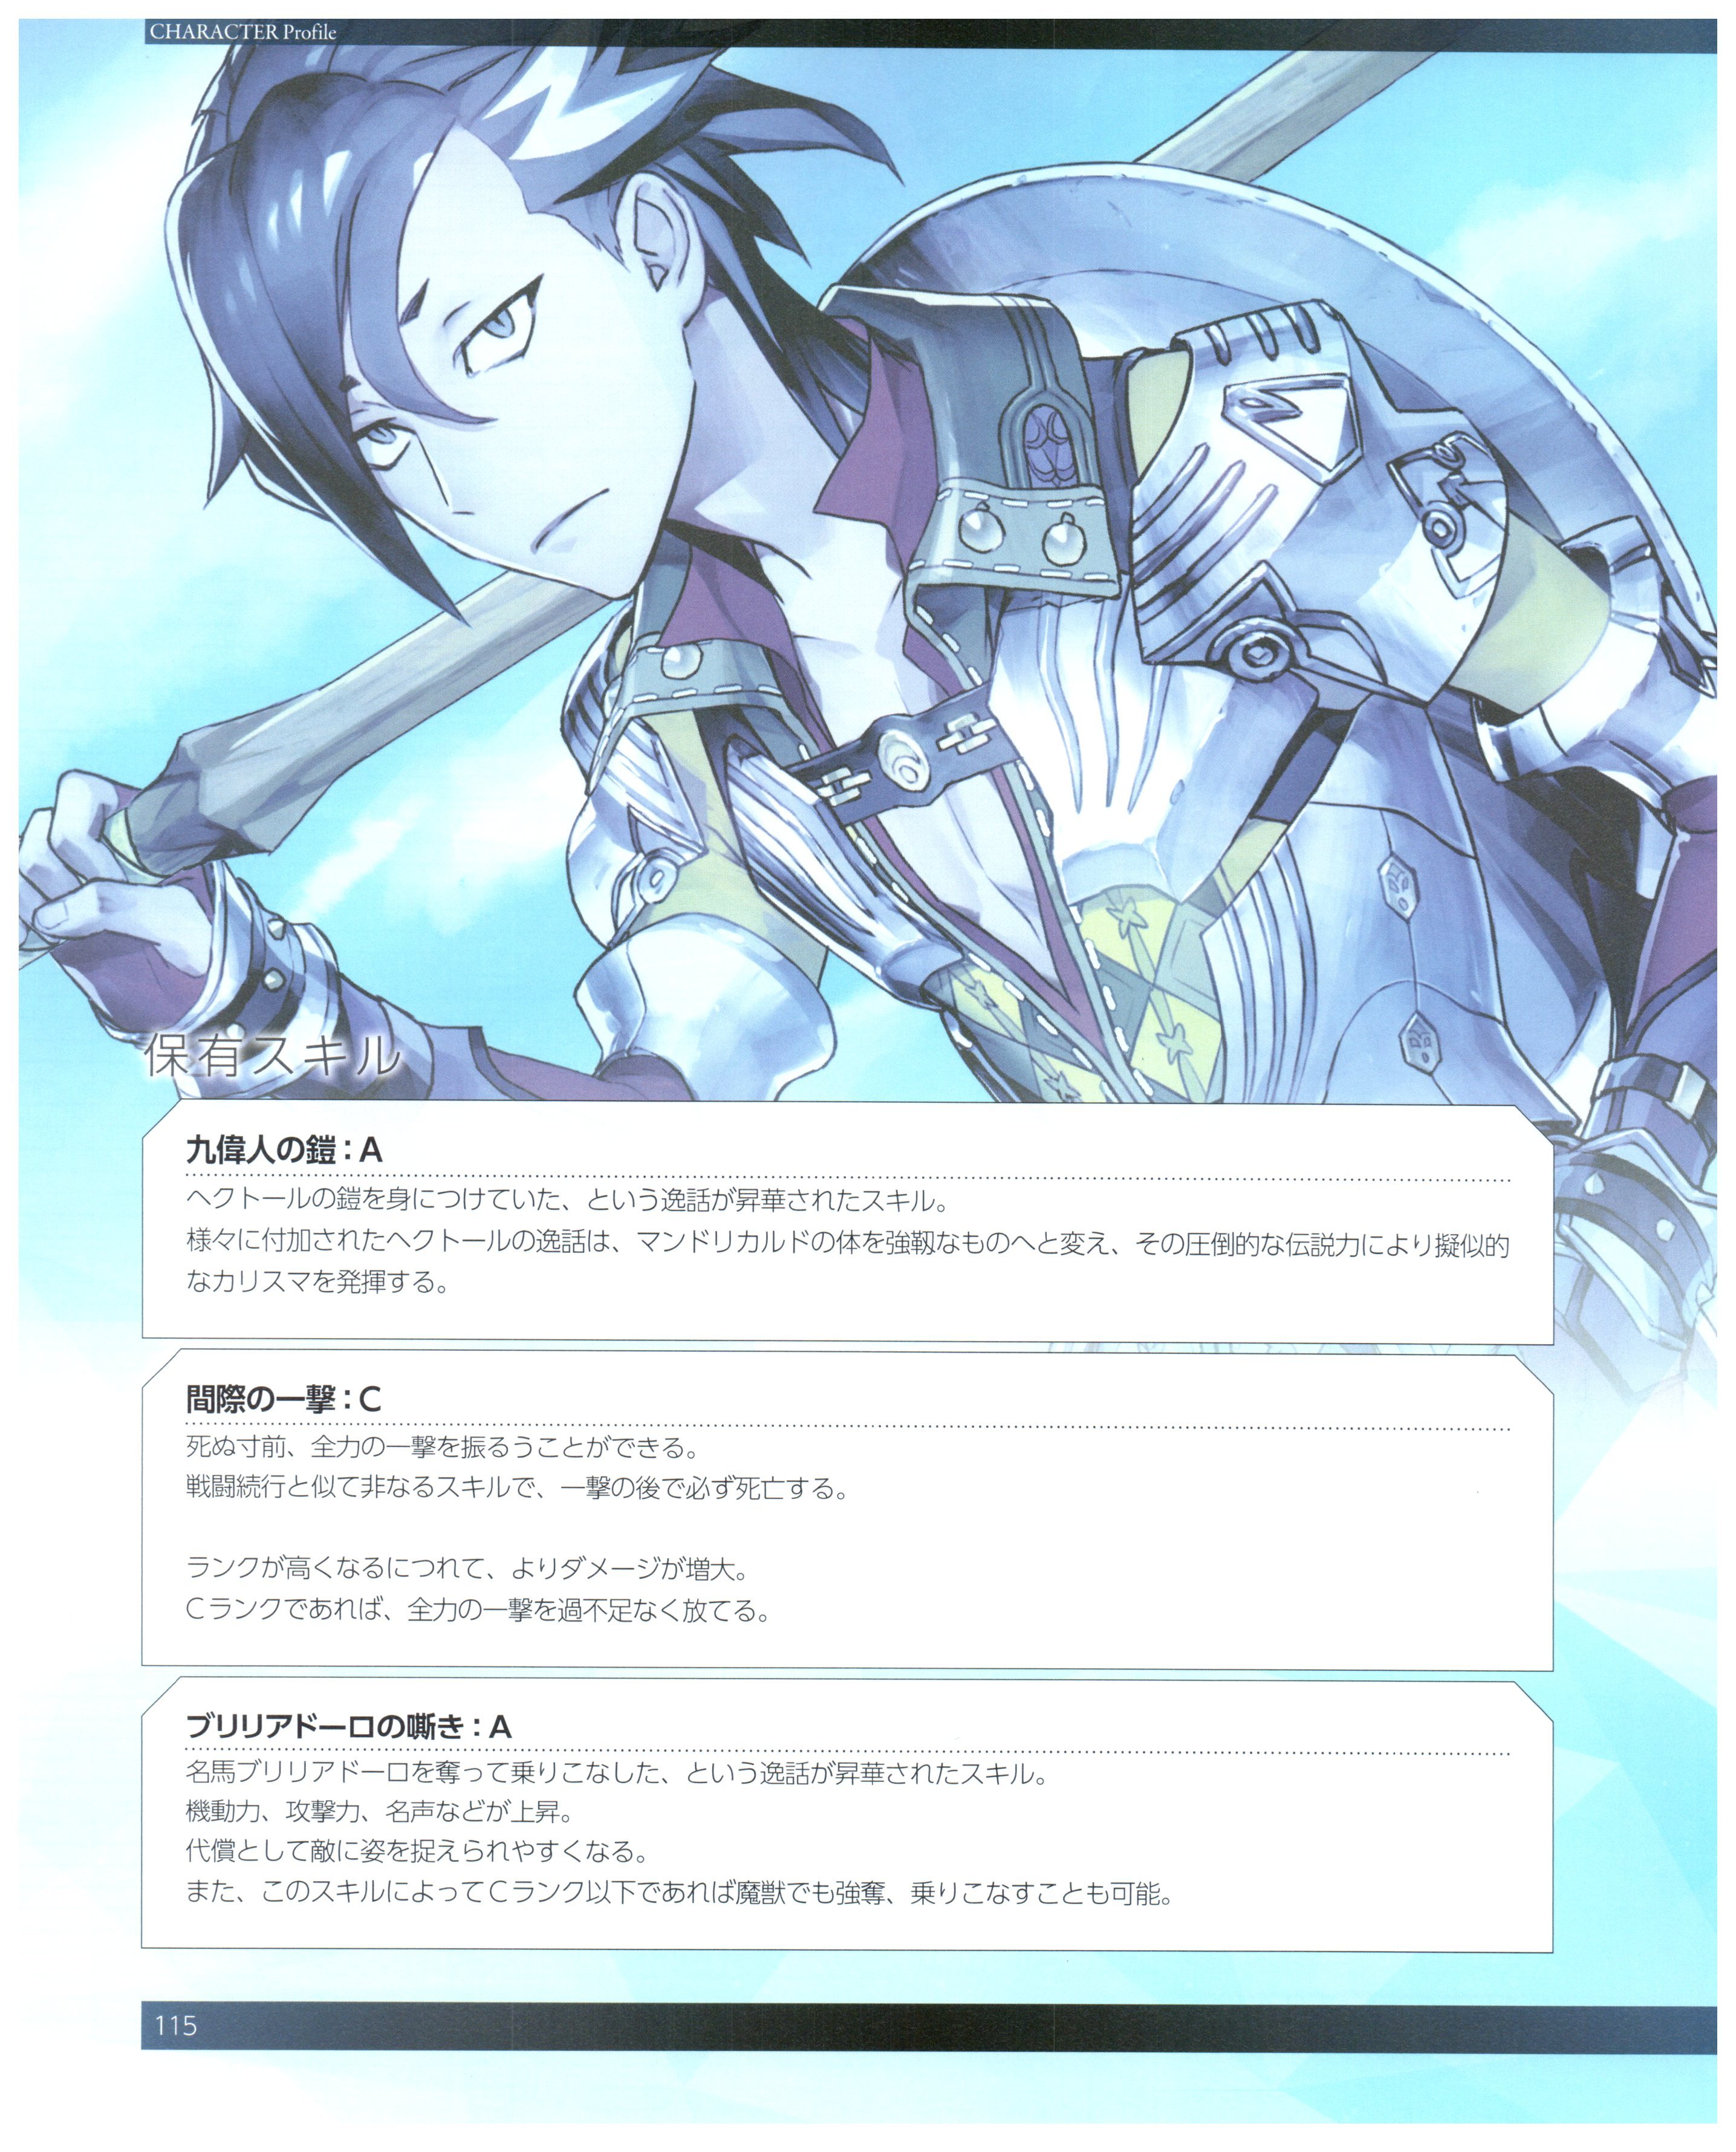 CHARACTER Profile
保有スキル
九偉人の鎧：A
ヘクトールの鎧を身につけていた、という逸話が昇華されたスキル。
様々に付加されたヘクトールの逸話は、マンドリカルドの体を強靱なものへと変え、その圧倒的な伝説力により擬似的
なカリスマを発揮する。
間際の一撃：C
死ぬ寸前、全力の一撃を振るうことができる。
戦闘続行と似て非なるスキルで、一撃の後で必ず死亡する。
ランクが高くなるにつれて、よりダメージが増大。
Cランクであれば、全力の一撃を過不足なく放てる。
ブリリアドーロの嘶き：A
名馬ブリリアドーロを奪って乗りこなした、という逸話が昇華されたスキル。
機動力、攻撃力、名声などが上昇。
代償として敵に姿を捉えられやすくなる。
また、このスキルによってCランク以下であれば魔獣でも強奪、乗りこなすことも可能。
115